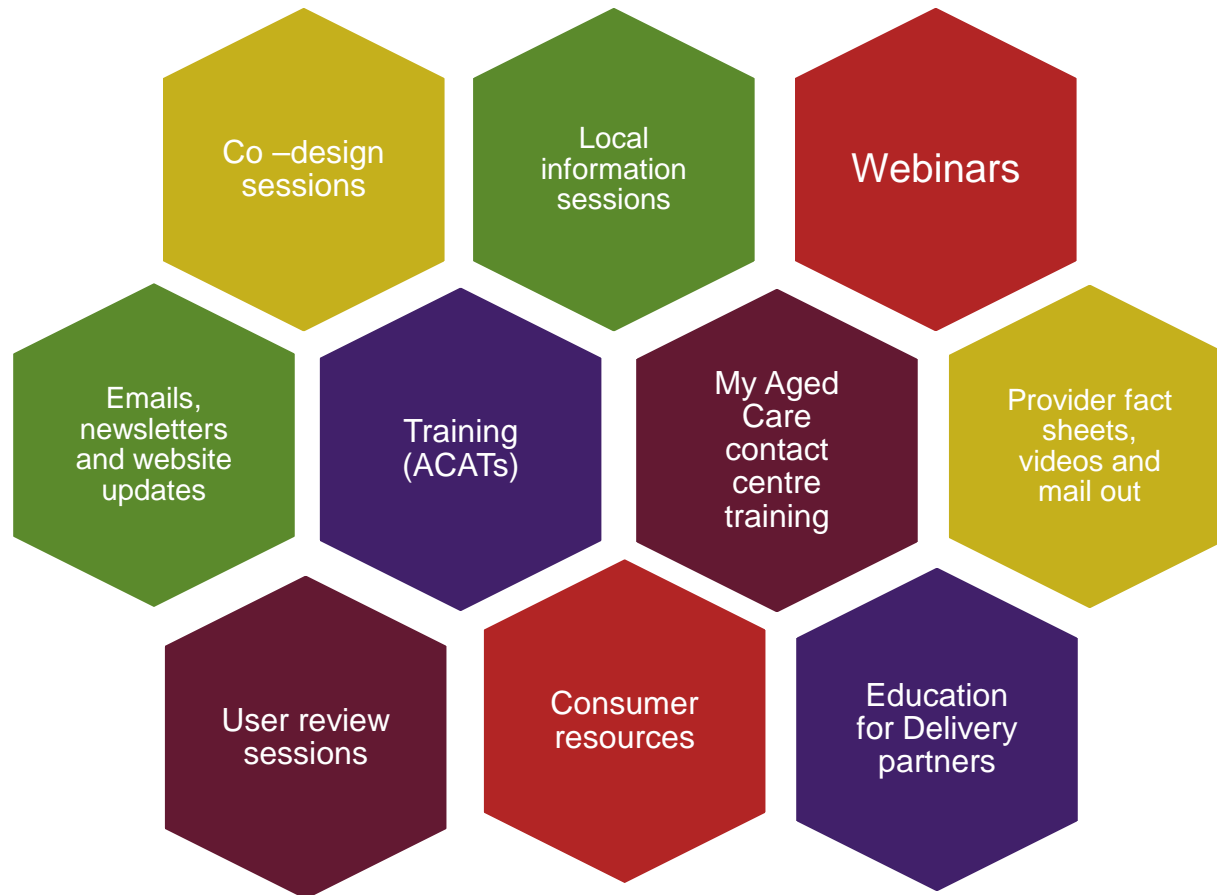 Co –design
sessions
Local
information
sessions
Webinars
Emails,
newsletters
and website
updates
Training
(ACATs)
My Aged
Care
contact
centre
training
Provider fact
sheets,
videos and
mail out
User review
sessions
Consumer
resources
Education
for Delivery
partners